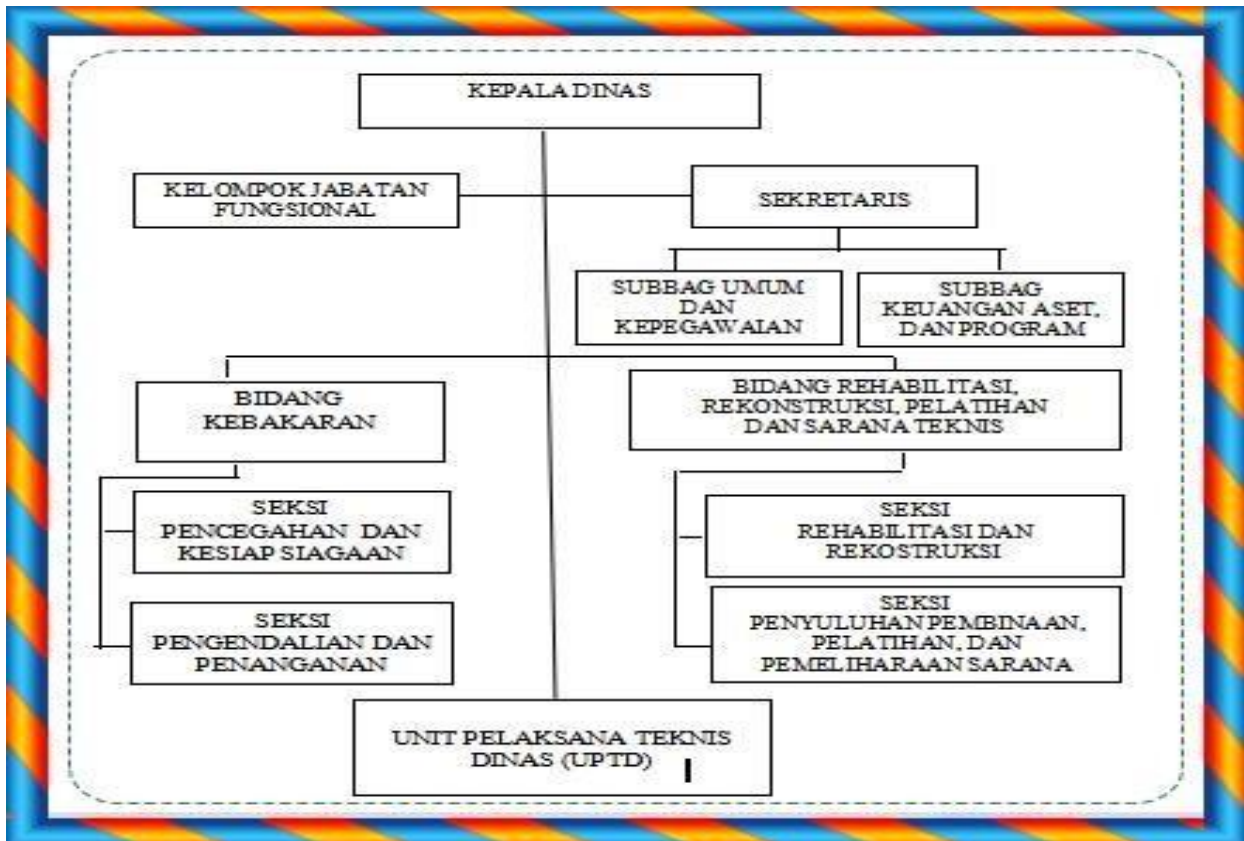 KEPALA DINAS
KELOMPOK JABATAN
FUNGSIONAL
SEKRETARIS
SUBBAG UMUM
DAN
KEPEGAWAIAN
SUBBAG
KEUANGAN ASET,
DAN PROGRAM
BIDANG
KEBAKARAN
BIDANG REHABILITASI,
REKONSTRUKSI, PELATIHAN
DAN SARANA TEKNIS
SEKSI
PENCEGAHAN DAN
KESIAP SIAGAAN
SEKSI
PENGENDALIAN DAN
PENANGANAN
SEKSI
REHABILITASI DAN
REKOSTRUKSI
SEKSI
PENYULUHAN PEMBINAAN,
PELATIHAN, DAN
PEMELIHARAAN SARANA
UNIT PELAKSANA TEKNIS
DINAS (UPTD)